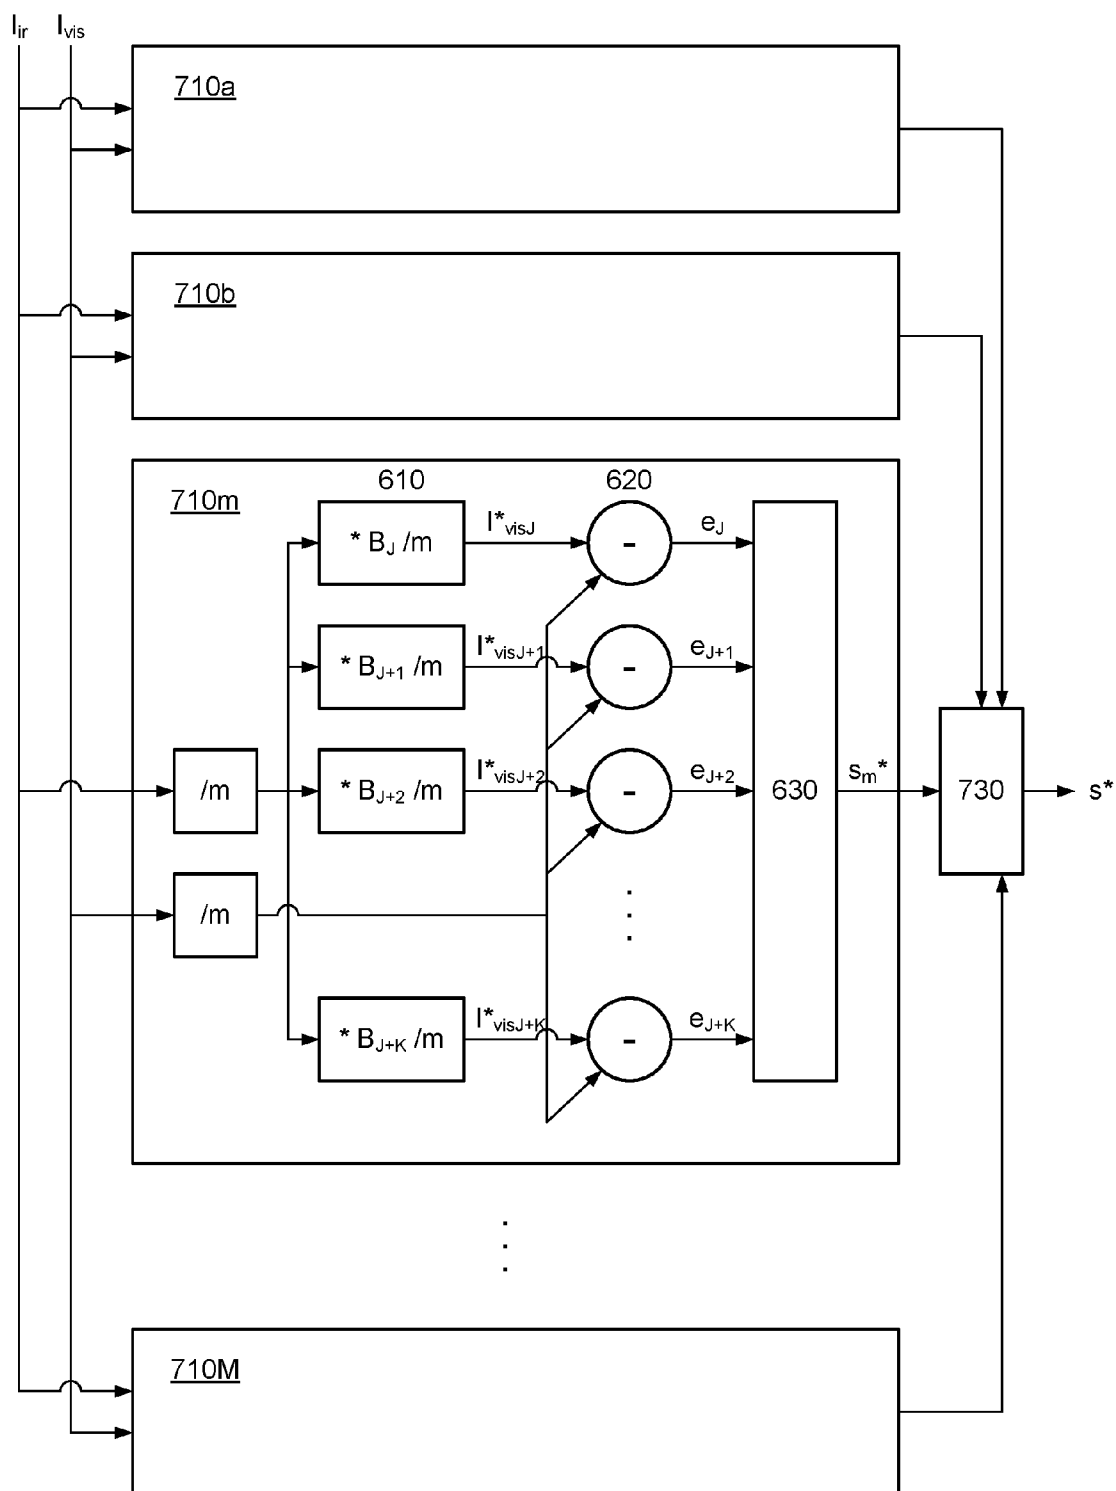 I_ir I_vis
710a
710b
710m 610 620
* B_J /m I*_visJ - e_J
* B_J+1 /m I*_visJ+1 - e_J+1
/m * B_J+2 /m I*_visJ+2 - e_J+2 630 s_m* 730 s*
/m
* B_J+K /m I*_visJ+K - e_J+K
710M